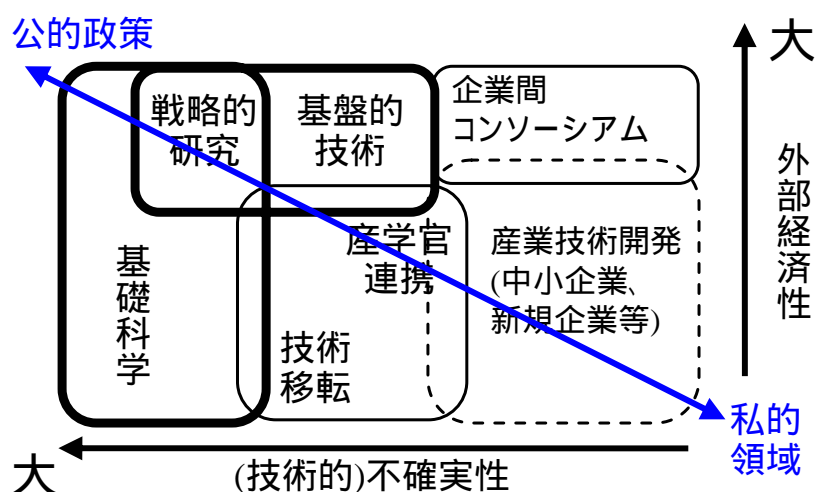 公的政策
大
戦略的
研究
基盤的
技術
企業間
コンソーシアム
外部経済性
産学官
連携
産業技術開発
(中小企業、
新規企業等)
基礎科学
技術
移転
私的
領域
大
(技術的)不確実性